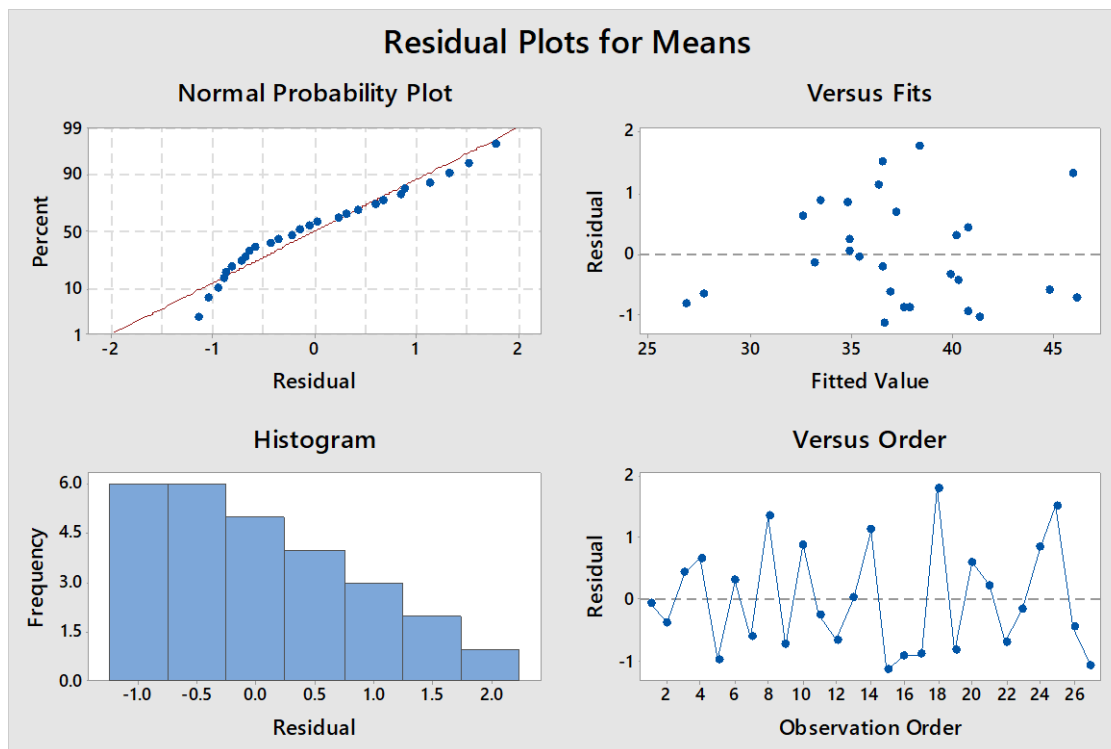 Residual Plots for Means
Normal Probability Plot
99
90
50
10
1
Percent
-2 -1 0 1 2
Residual
Versus Fits
2
1
0
-1
Residual
25 30 35 40 45
Fitted Value
Histogram
6.0
4.5
3.0
1.5
0.0
Frequency
-1.0 -0.5 0.0 0.5 1.0 1.5 2.0
Residual
Versus Order
2
1
0
-1
Residual
2 4 6 8 10 12 14 16 18 20 22 24 26
Observation Order